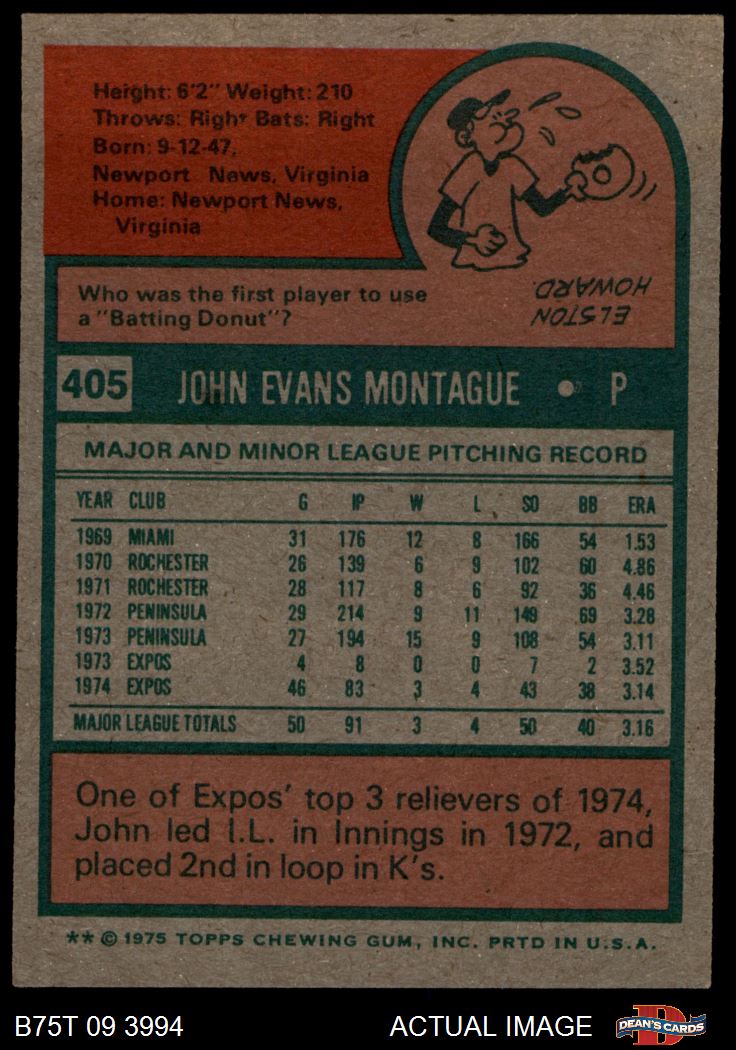 Height: 6'2" Weight: 210
Throws: Right Bats: Right
Born: 9-12-47,
Newport News, Virginia
Home: Newport News,
Virginia
Who was the first player to use
a "Batting Donut"?
ELSTON
HOWARD.
405 JOHN EVANS MONTAGUE • P
MAJOR AND MINOR LEAGUE PITCHING RECORD
YEAR CLUB G IP W L SO BB ERA
1969 MIAMI 31 176 12 8 166 54 1.53
1970 ROCHESTER 26 139 6 9 102 60 4.86
1971 ROCHESTER 28 117 8 6 92 36 4.46
1972 PENINSULA 29 214 9 11 149 69 3.28
1973 PENINSULA 27 194 15 9 108 54 3.11
1973 EXPOS 4 8 0 0 7 2 3.52
1974 EXPOS 46 83 3 4 43 38 3.14
MAJOR LEAGUE TOTALS 50 91 3 4 50 40 3.16
One of Expos' top 3 relievers of 1974,
John led I.L. in Innings in 1972, and
placed 2nd in loop in K's.
** © 1975 TOPPS CHEWING GUM, INC. PRTD IN U.S.A.
B75T 09 3994 ACTUAL IMAGE DEAN'S CARDS